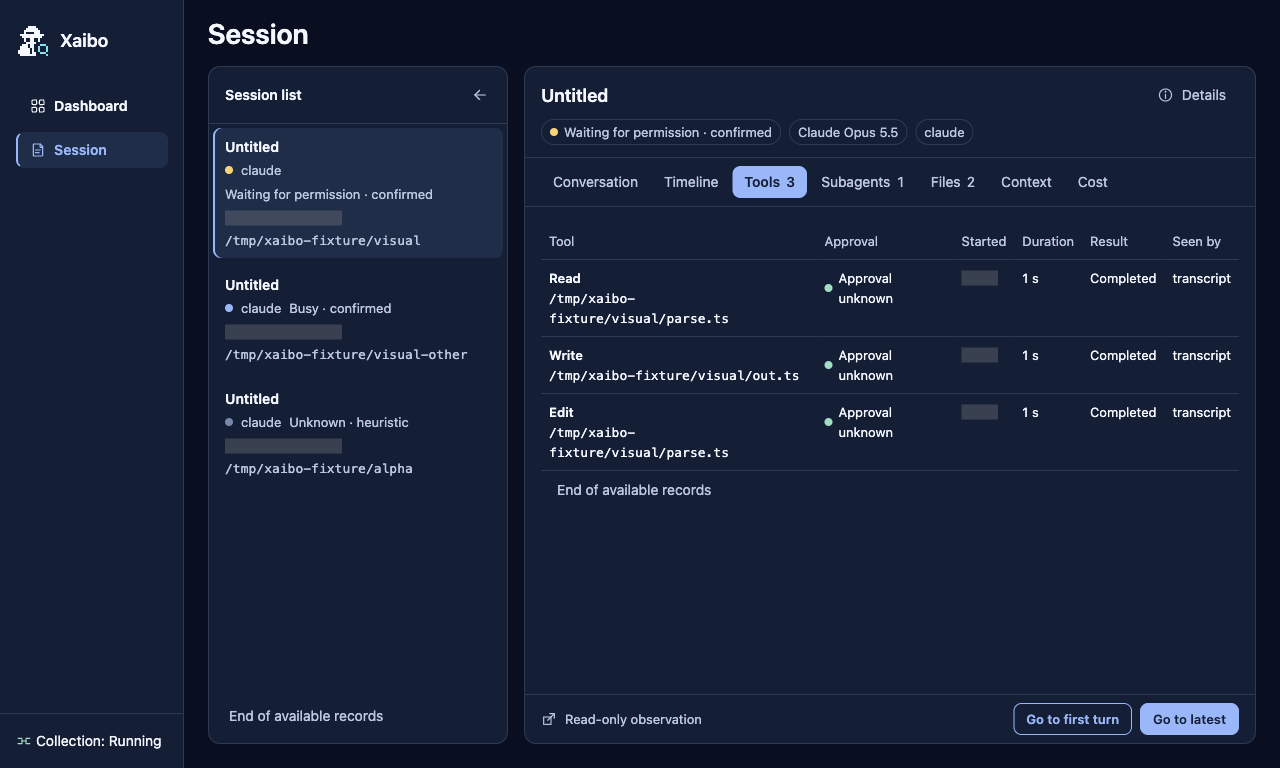 Xaibo
Dashboard
Session
Collection: Running
Session
Session list
Untitled
claude
Waiting for permission · confirmed
/tmp/xaibo-fixture/visual
Untitled
claude Busy · confirmed
/tmp/xaibo-fixture/visual-other
Untitled
claude Unknown · heuristic
/tmp/xaibo-fixture/alpha
End of available records
Untitled
Details
Waiting for permission · confirmed Claude Opus 5.5 claude
Conversation Timeline Tools 3 Subagents 1 Files 2 Context Cost
Tool Approval Started Duration Result Seen by
Read
/tmp/xaibo-
fixture/visual/parse.ts
Approval
unknown
1 s Completed transcript
Write
/tmp/xaibo-fixture/visual/out.ts
Approval
unknown
1 s Completed transcript
Edit
/tmp/xaibo-
fixture/visual/parse.ts
Approval
unknown
1 s Completed transcript
End of available records
Read-only observation
Go to first turn
Go to latest